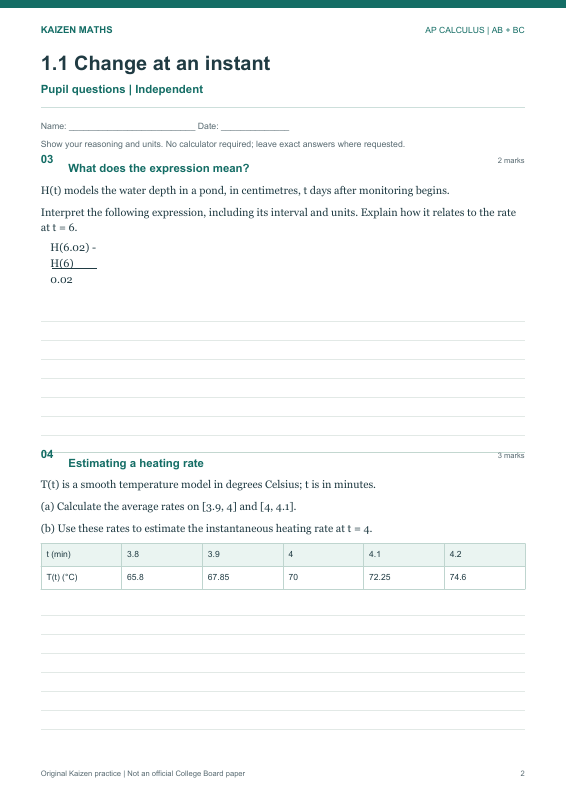 KAIZEN MATHS
AP CALCULUS | AB + BC
1.1 Change at an instant
Pupil questions | Independent
Name: ___________________________ Date: ______________
Show your reasoning and units. No calculator required; leave exact answers where requested.
03
2 marks
What does the expression mean?
H(t) models the water depth in a pond, in centimetres, t days after monitoring begins.
Interpret the following expression, including its interval and units. Explain how it relates to the rate
at t = 6.
H(6.02) -
H(6)
0.02
04
3 marks
Estimating a heating rate
T(t) is a smooth temperature model in degrees Celsius; t is in minutes.
(a) Calculate the average rates on [3.9, 4] and [4, 4.1].
(b) Use these rates to estimate the instantaneous heating rate at t = 4.
t (min) 3.8 3.9 4 4.1 4.2
T(t) (°C) 65.8 67.85 70 72.25 74.6
Original Kaizen practice | Not an official College Board paper
2